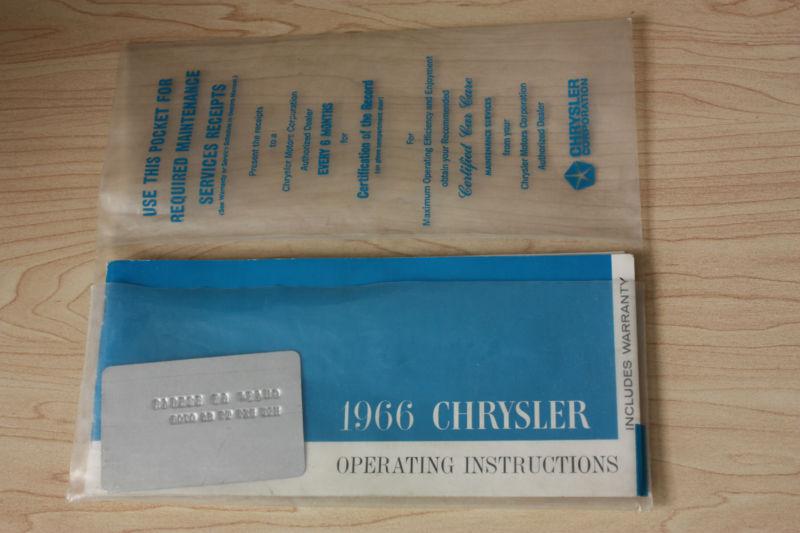 USE THIS POCKET FOR
REQUIRED MAINTENANCE
SERVICES RECEIPTS
Present the receipts
to a
Chrysler Motors Corporation
Authorized Dealer
EVERY 6 MONTHS
for
Certification of the Record
For
Maximum Operating Efficiency and Enjoyment
obtain your Recommended
Certified Car Care
MAINTENANCE SERVICES
from your
Chrysler Motors Corporation
Authorized Dealer
CHRYSLER
CORPORATION
1966 CHRYSLER
OPERATING INSTRUCTIONS
INCLUDES WARRANTY